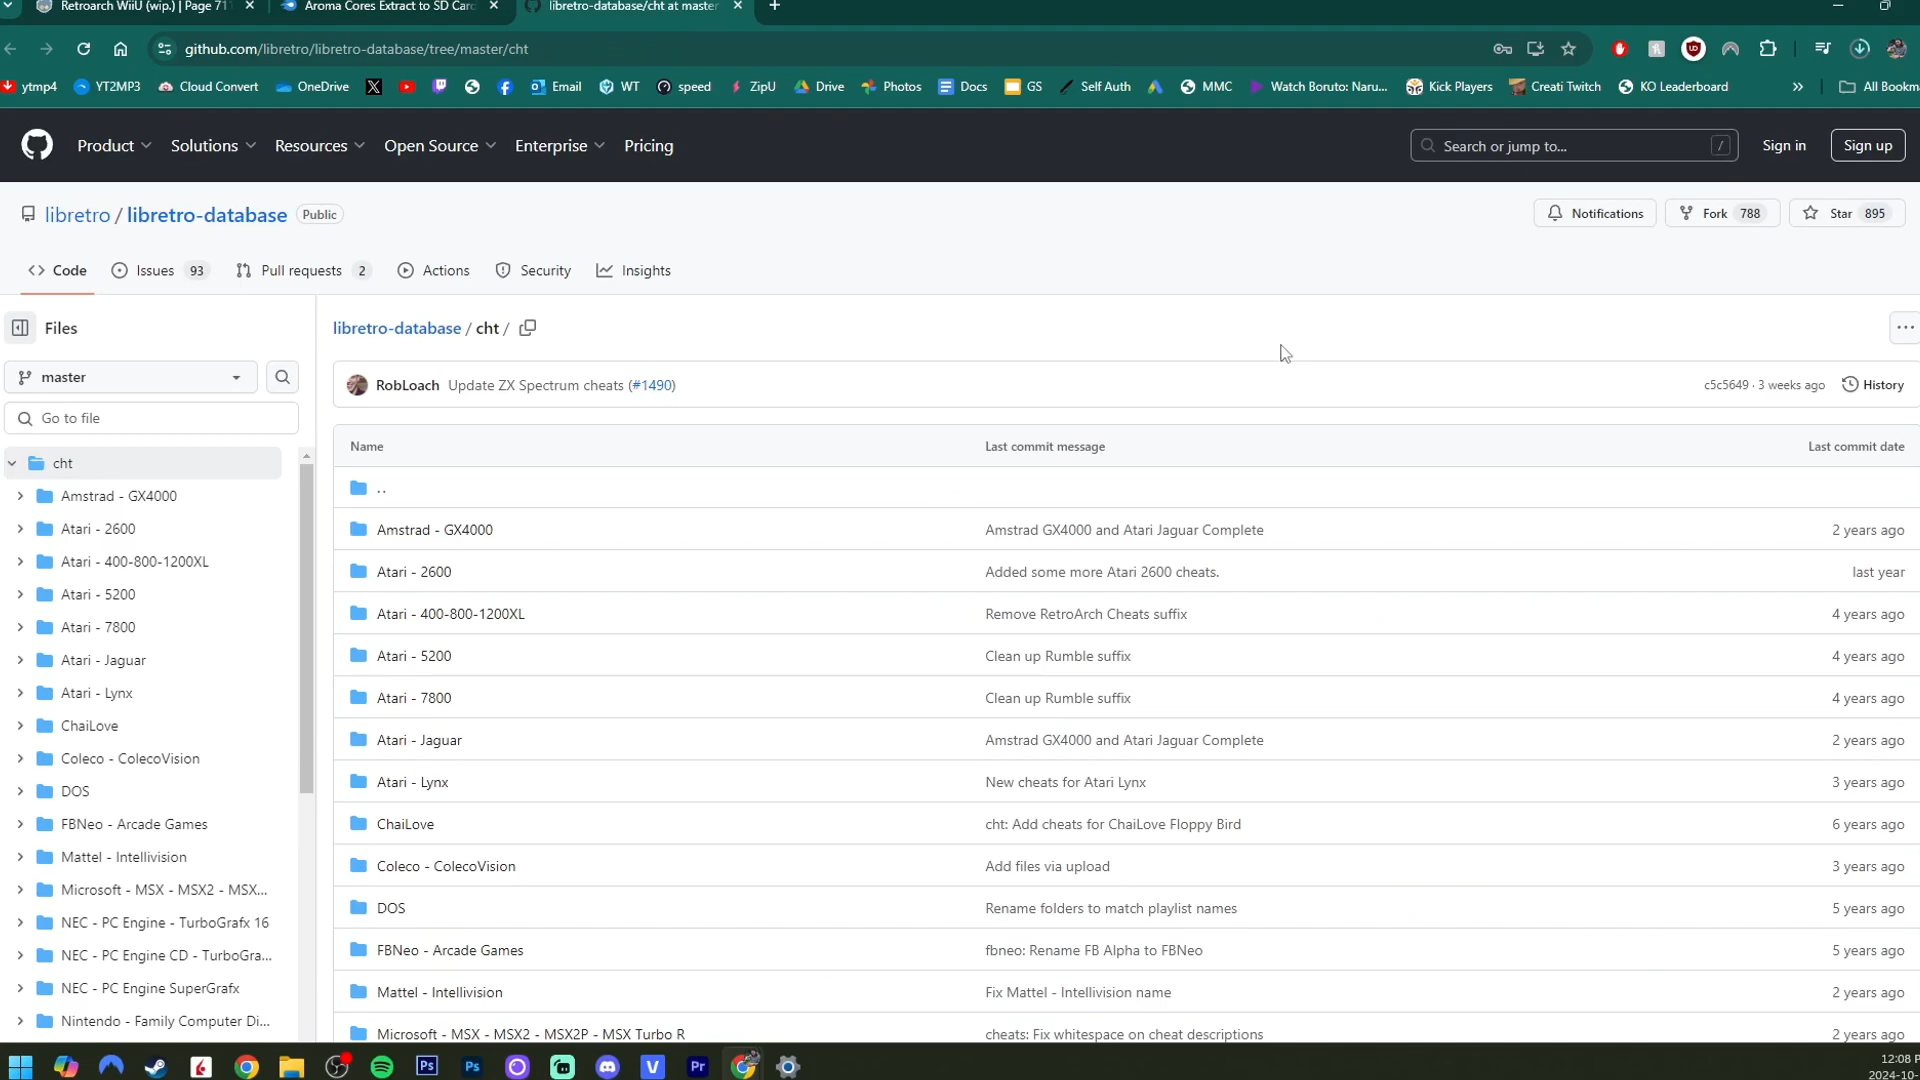 Retroarch WiiU (wip.) | Page 71
Aroma Cores Extract to SD Card
libretro-database/cht at master
github.com/libretro/libretro-database/tree/master/cht
ytmp4 YT2MP3 Cloud Convert OneDrive Email WT speed ZipU Drive Photos Docs GS Self Auth MMC Watch Boruto: Naru... Kick Players Creati Twitch KO Leaderboard » All Bookma
Product Solutions Resources Open Source Enterprise Pricing Search or jump to... / Sign in Sign up
libretro / libretro-database Public Notifications Fork 788 Star 895
Code Issues 93 Pull requests 2 Actions Security Insights
Files
master
Go to file
cht
Amstrad - GX4000
Atari - 2600
Atari - 400-800-1200XL
Atari - 5200
Atari - 7800
Atari - Jaguar
Atari - Lynx
ChaiLove
Coleco - ColecoVision
DOS
FBNeo - Arcade Games
Mattel - Intellivision
Microsoft - MSX - MSX2 - MSX...
NEC - PC Engine - TurboGrafx 16
NEC - PC Engine CD - TurboGra...
NEC - PC Engine SuperGrafx
Nintendo - Family Computer Di...
libretro-database / cht /
RobLoach Update ZX Spectrum cheats (#1490) c5c5649 · 3 weeks ago History
Name Last commit message Last commit date
..
Amstrad - GX4000 Amstrad GX4000 and Atari Jaguar Complete 2 years ago
Atari - 2600 Added some more Atari 2600 cheats. last year
Atari - 400-800-1200XL Remove RetroArch Cheats suffix 4 years ago
Atari - 5200 Clean up Rumble suffix 4 years ago
Atari - 7800 Clean up Rumble suffix 4 years ago
Atari - Jaguar Amstrad GX4000 and Atari Jaguar Complete 2 years ago
Atari - Lynx New cheats for Atari Lynx 3 years ago
ChaiLove cht: Add cheats for ChaiLove Floppy Bird 6 years ago
Coleco - ColecoVision Add files via upload 3 years ago
DOS Rename folders to match playlist names 5 years ago
FBNeo - Arcade Games fbneo: Rename FB Alpha to FBNeo 5 years ago
Mattel - Intellivision Fix Mattel - Intellivision name 2 years ago
Microsoft - MSX - MSX2 - MSX2P - MSX Turbo R cheats: Fix whitespace on cheat descriptions 2 years ago
Ps Ps V Pr
12:08 P
2024-10-